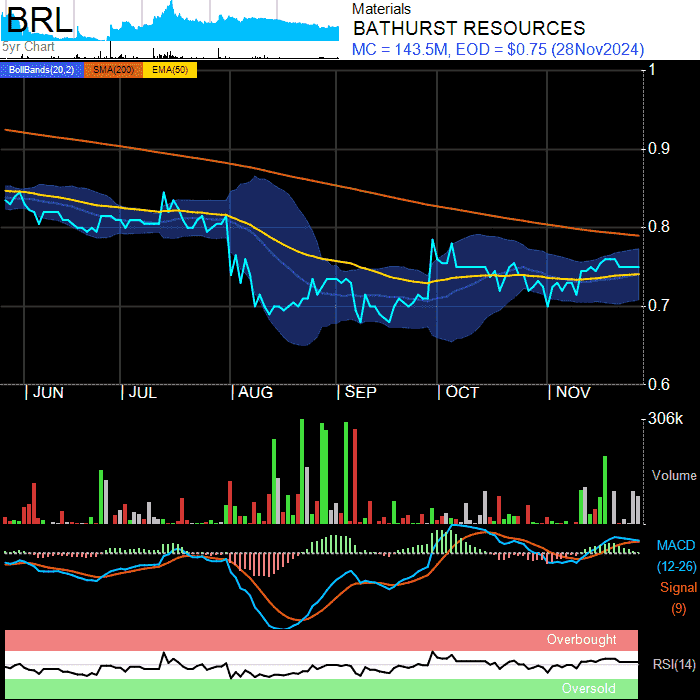 BRL
5yr Chart
Materials
BATHURST RESOURCES
MC = 143.5M, EOD = $0.75 (28Nov2024)
BollBands(20,2) SMA(200) EMA(50)
1
0.9
0.8
0.7
0.6
JUN JUL AUG SEP OCT NOV
306k
Volume
MACD
(12-26)
Signal
(9)
Overbought
RSI(14)
Oversold